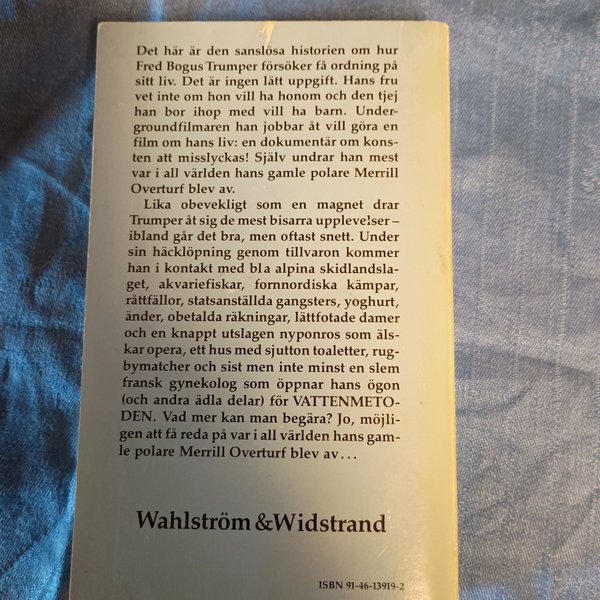 Det här är den sanslösa historien om hur
Fred Bogus Trumper försöker få ordning på
sitt liv. Det är ingen lätt uppgift. Hans fru
vet inte om hon vill ha honom och den tjej
han bor ihop med vill ha barn. Under-
groundfilmaren han jobbar åt vill göra en
film om hans liv: en dokumentär om kons-
ten att misslyckas! Själv undrar han mest
var i all världen hans gamle polare Merrill
Overturf blev av.
Lika obevekligt som en magnet drar
Trumper åt sig de mest bisarra upplevelser –
ibland går det bra, men oftast snett. Under
sin häcklöpning genom tillvaron kommer
han i kontakt med bl a alpina skidlandsla-
get, akvariefiskar, fornnordiska kämpar,
råttfällor, statsanställda gangsters, yoghurt,
änder, obetalda räkningar, lättfotade damer
och en knappt utslagen nyponros som äls-
kar opera, ett hus med sjutton toaletter, rug-
bymatcher och sist men inte minst en slem
fransk gynekolog som öppnar hans ögon
(och andra ädla delar) för VATTENMETO-
DEN. Vad mer kan man begära? Jo, möjli-
gen att få reda på var i all världen hans gam-
le polare Merrill Overturf blev av...
Wahlström &Widstrand
ISBN 91-46-13919-2